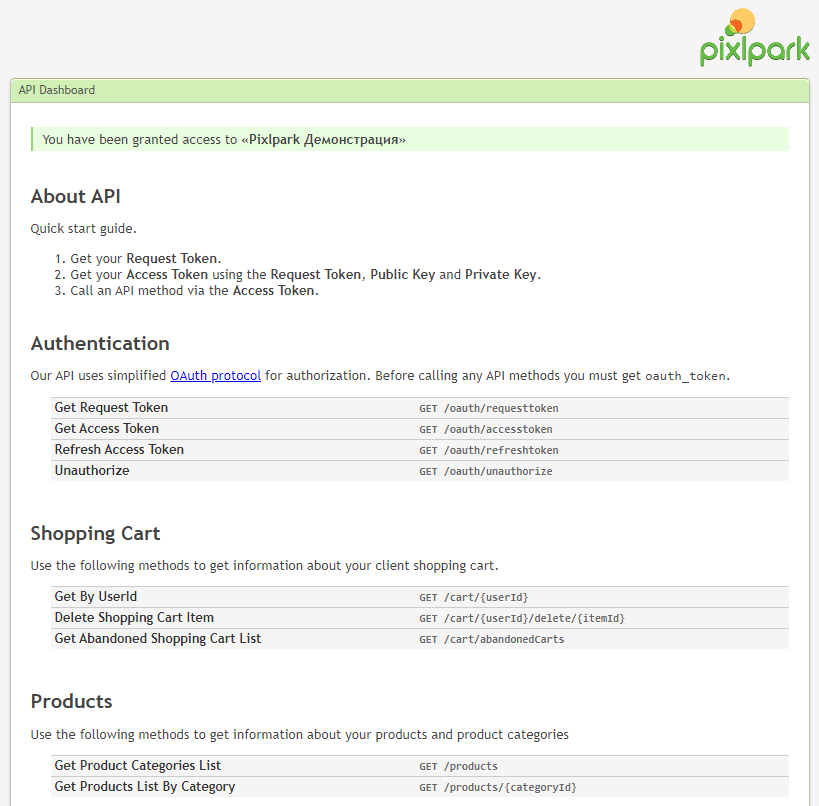 pixlpark
API Dashboard
You have been granted access to «Pixlpark Демонстрация»
About API
Quick start guide.
1. Get your Request Token.
2. Get your Access Token using the Request Token, Public Key and Private Key.
3. Call an API method via the Access Token.
Authentication
Our API uses simplified OAuth protocol for authorization. Before calling any API methods you must get oauth_token.
Get Request Token GET /oauth/requesttoken
Get Access Token GET /oauth/accesstoken
Refresh Access Token GET /oauth/refreshtoken
Unauthorize GET /oauth/unauthorize
Shopping Cart
Use the following methods to get information about your client shopping cart.
Get By UserId GET /cart/{userId}
Delete Shopping Cart Item GET /cart/{userId}/delete/{itemId}
Get Abandoned Shopping Cart List GET /cart/abandonedCarts
Products
Use the following methods to get information about your products and product categories
Get Product Categories List GET /products
Get Products List By Category GET /products/{categoryId}